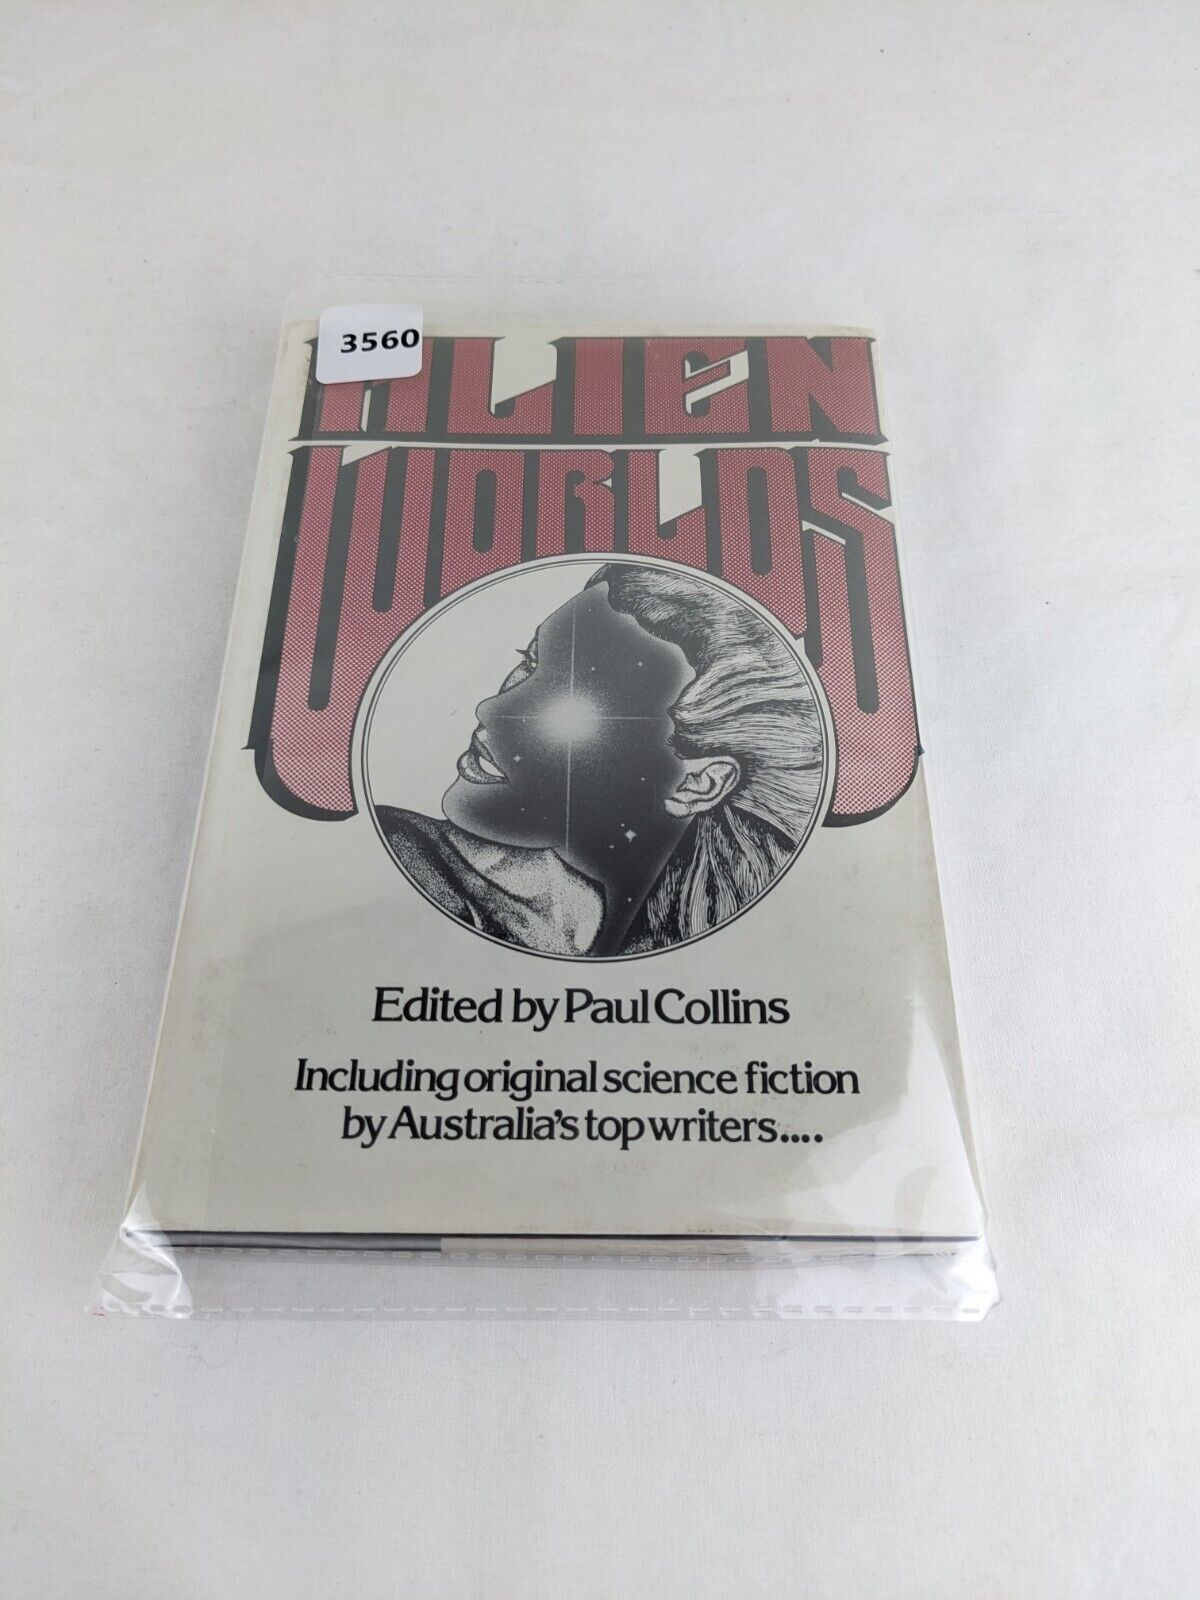 3560
ALIEN
WORLDS
Edited by Paul Collins
Including original science fiction
by Australia's top writers....